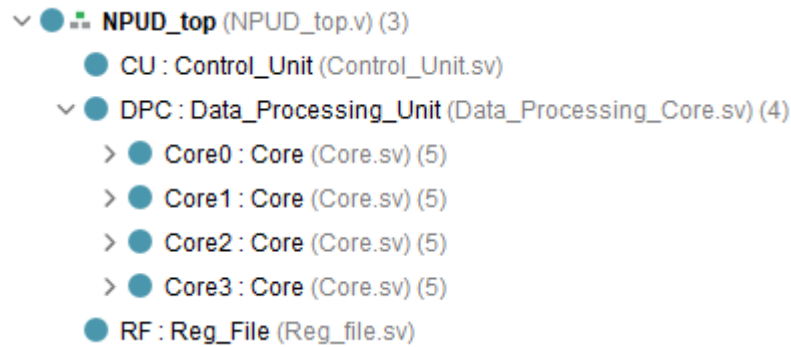 NPUD_top (NPUD_top.v) (3)
CU : Control_Unit (Control_Unit.sv)
DPC : Data_Processing_Unit (Data_Processing_Core.sv) (4)
Core0 : Core (Core.sv) (5)
Core1 : Core (Core.sv) (5)
Core2 : Core (Core.sv) (5)
Core3 : Core (Core.sv) (5)
RF : Reg_File (Reg_file.sv)